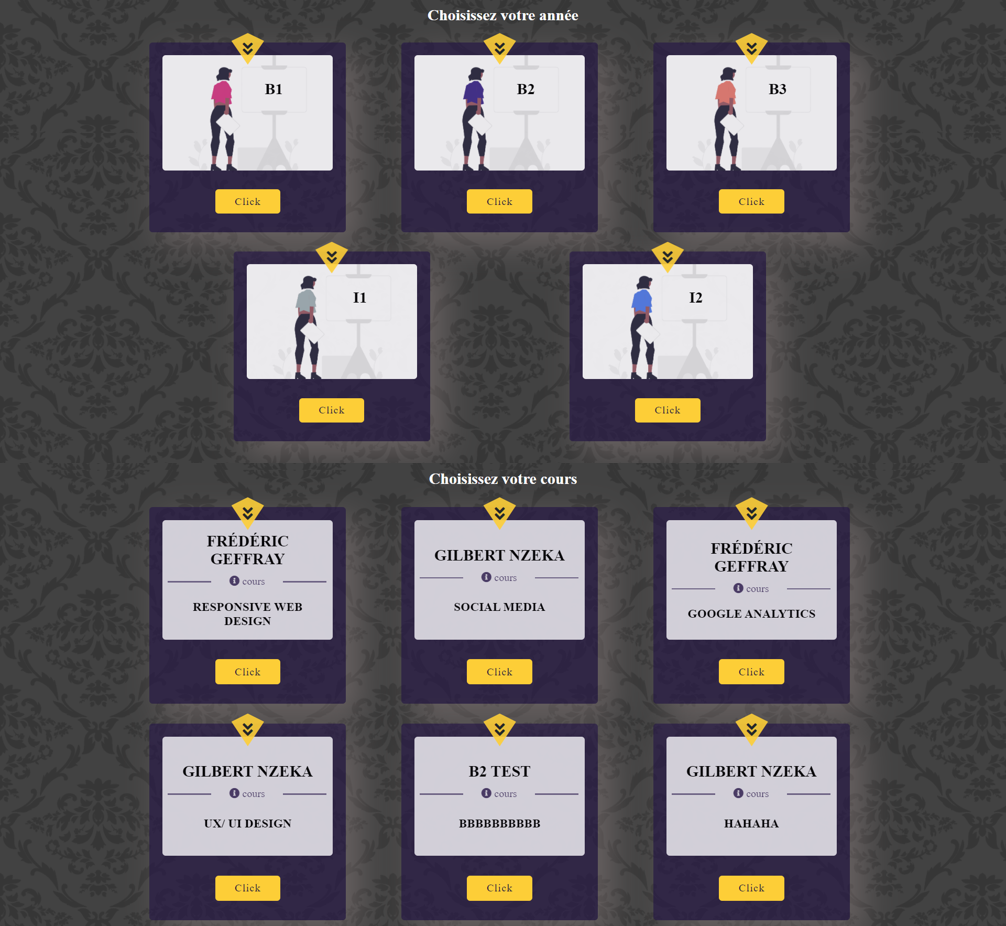 Choisissez votre année
B1
B2
B3
Click
Click
Click
I1
I2
Click
Click
Choisissez votre cours
FRÉDÉRIC
GEFFRAY
cours
RESPONSIVE WEB
DESIGN
Click
GILBERT NZEKA
cours
SOCIAL MEDIA
Click
FRÉDÉRIC
GEFFRAY
cours
GOOGLE ANALYTICS
Click
GILBERT NZEKA
cours
UX/ UI DESIGN
Click
B2 TEST
cours
BBBBBBBBBB
Click
GILBERT NZEKA
cours
HAHAHA
Click